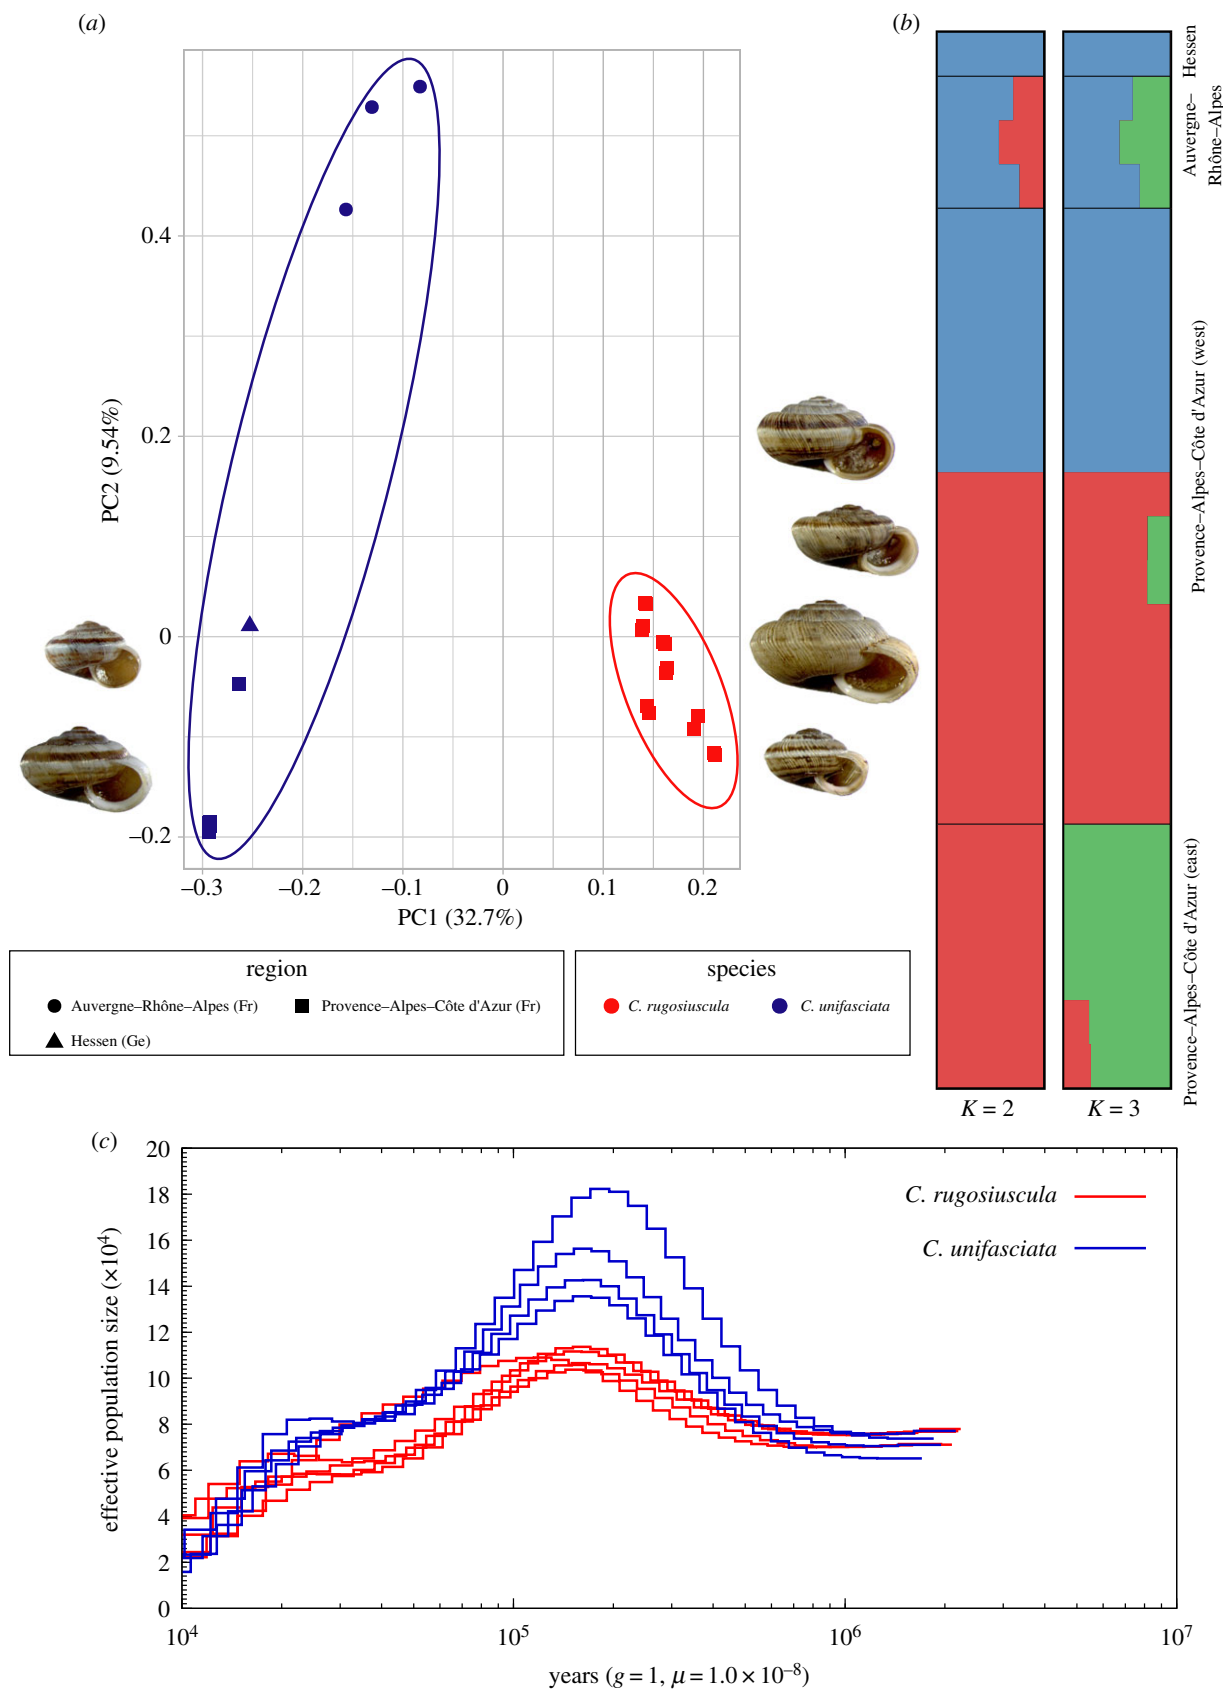 (a)
0.4
0.2
0
–0.2
PC2 (9.54%)
–0.3 –0.2 –0.1 0 0.1 0.2
PC1 (32.7%)
region
Auvergne–Rhône–Alpes (Fr) Provence–Alpes–Côte d'Azur (Fr)
Hessen (Ge)
species
C. rugosiuscula C. unifasciata
(b)
Hessen
Auvergne–
Rhône–Alpes
Provence–Alpes–Côte d'Azur (west)
Provence–Alpes–Côte d'Azur (east)
K = 2 K = 3
(c)
20
18
16
14
12
10
8
6
4
2
0
effective population size (×10⁴)
C. rugosiuscula
C. unifasciata
10⁴ 10⁵ 10⁶ 10⁷
years (g = 1, μ = 1.0 × 10⁻⁸)